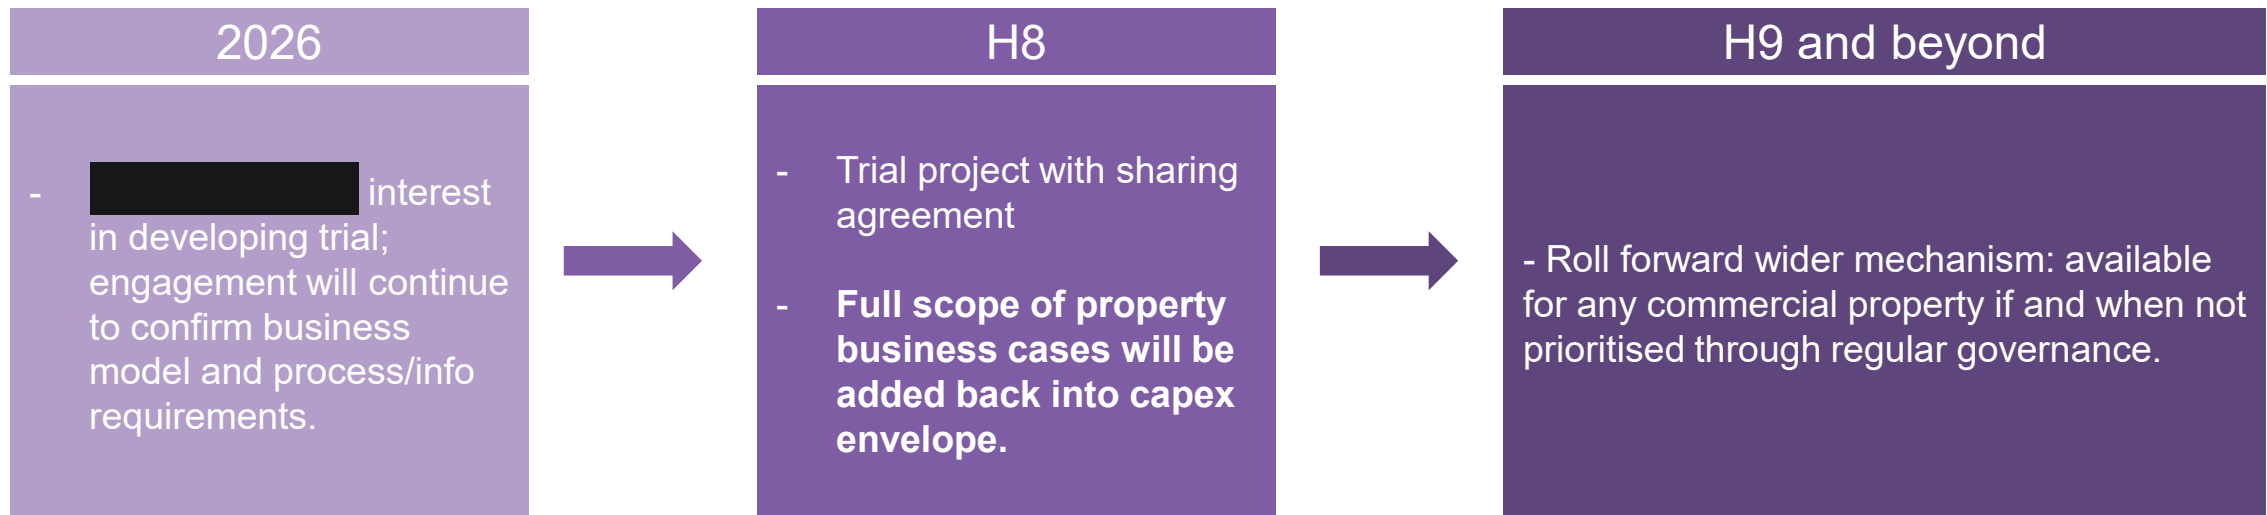 2026
- interest
in developing trial;
engagement will continue
to confirm business
model and process/info
requirements.
H8
- Trial project with sharing
agreement
- Full scope of property
business cases will be
added back into capex
envelope.
H9 and beyond
- Roll forward wider mechanism: available
for any commercial property if and when not
prioritised through regular governance.